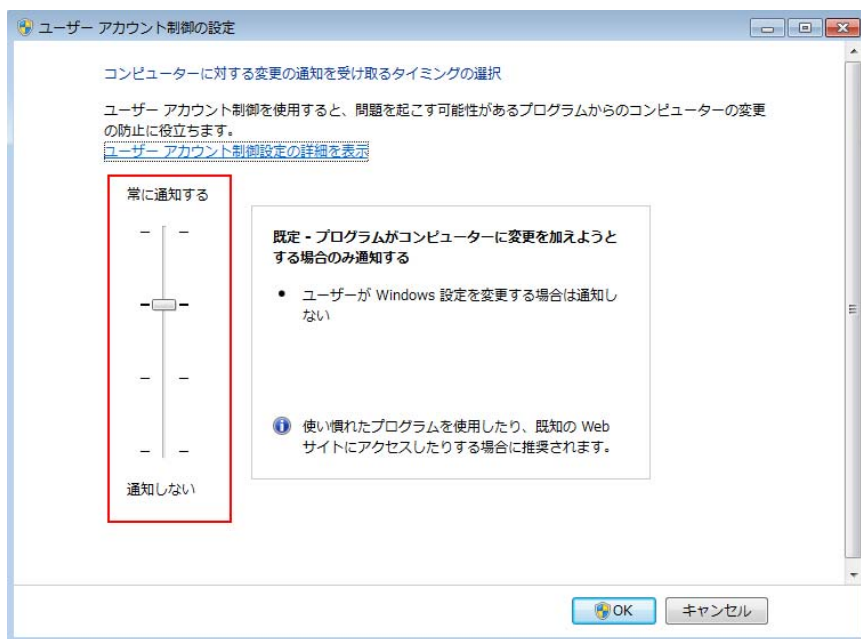 ユーザー アカウント制御の設定
コンピューターに対する変更の通知を受け取るタイミングの選択
ユーザー アカウント制御を使用すると、問題を起こす可能性があるプログラムからのコンピューターの変更
の防止に役立ちます。
ユーザー アカウント制御設定の詳細を表示
常に通知する
既定 - プログラムがコンピューターに変更を加えようと
する場合のみ通知する
• ユーザーが Windows 設定を変更する場合は通知し
ない
使い慣れたプログラムを使用したり、既知の Web
サイトにアクセスしたりする場合に推奨されます。
通知しない
OK
キャンセル